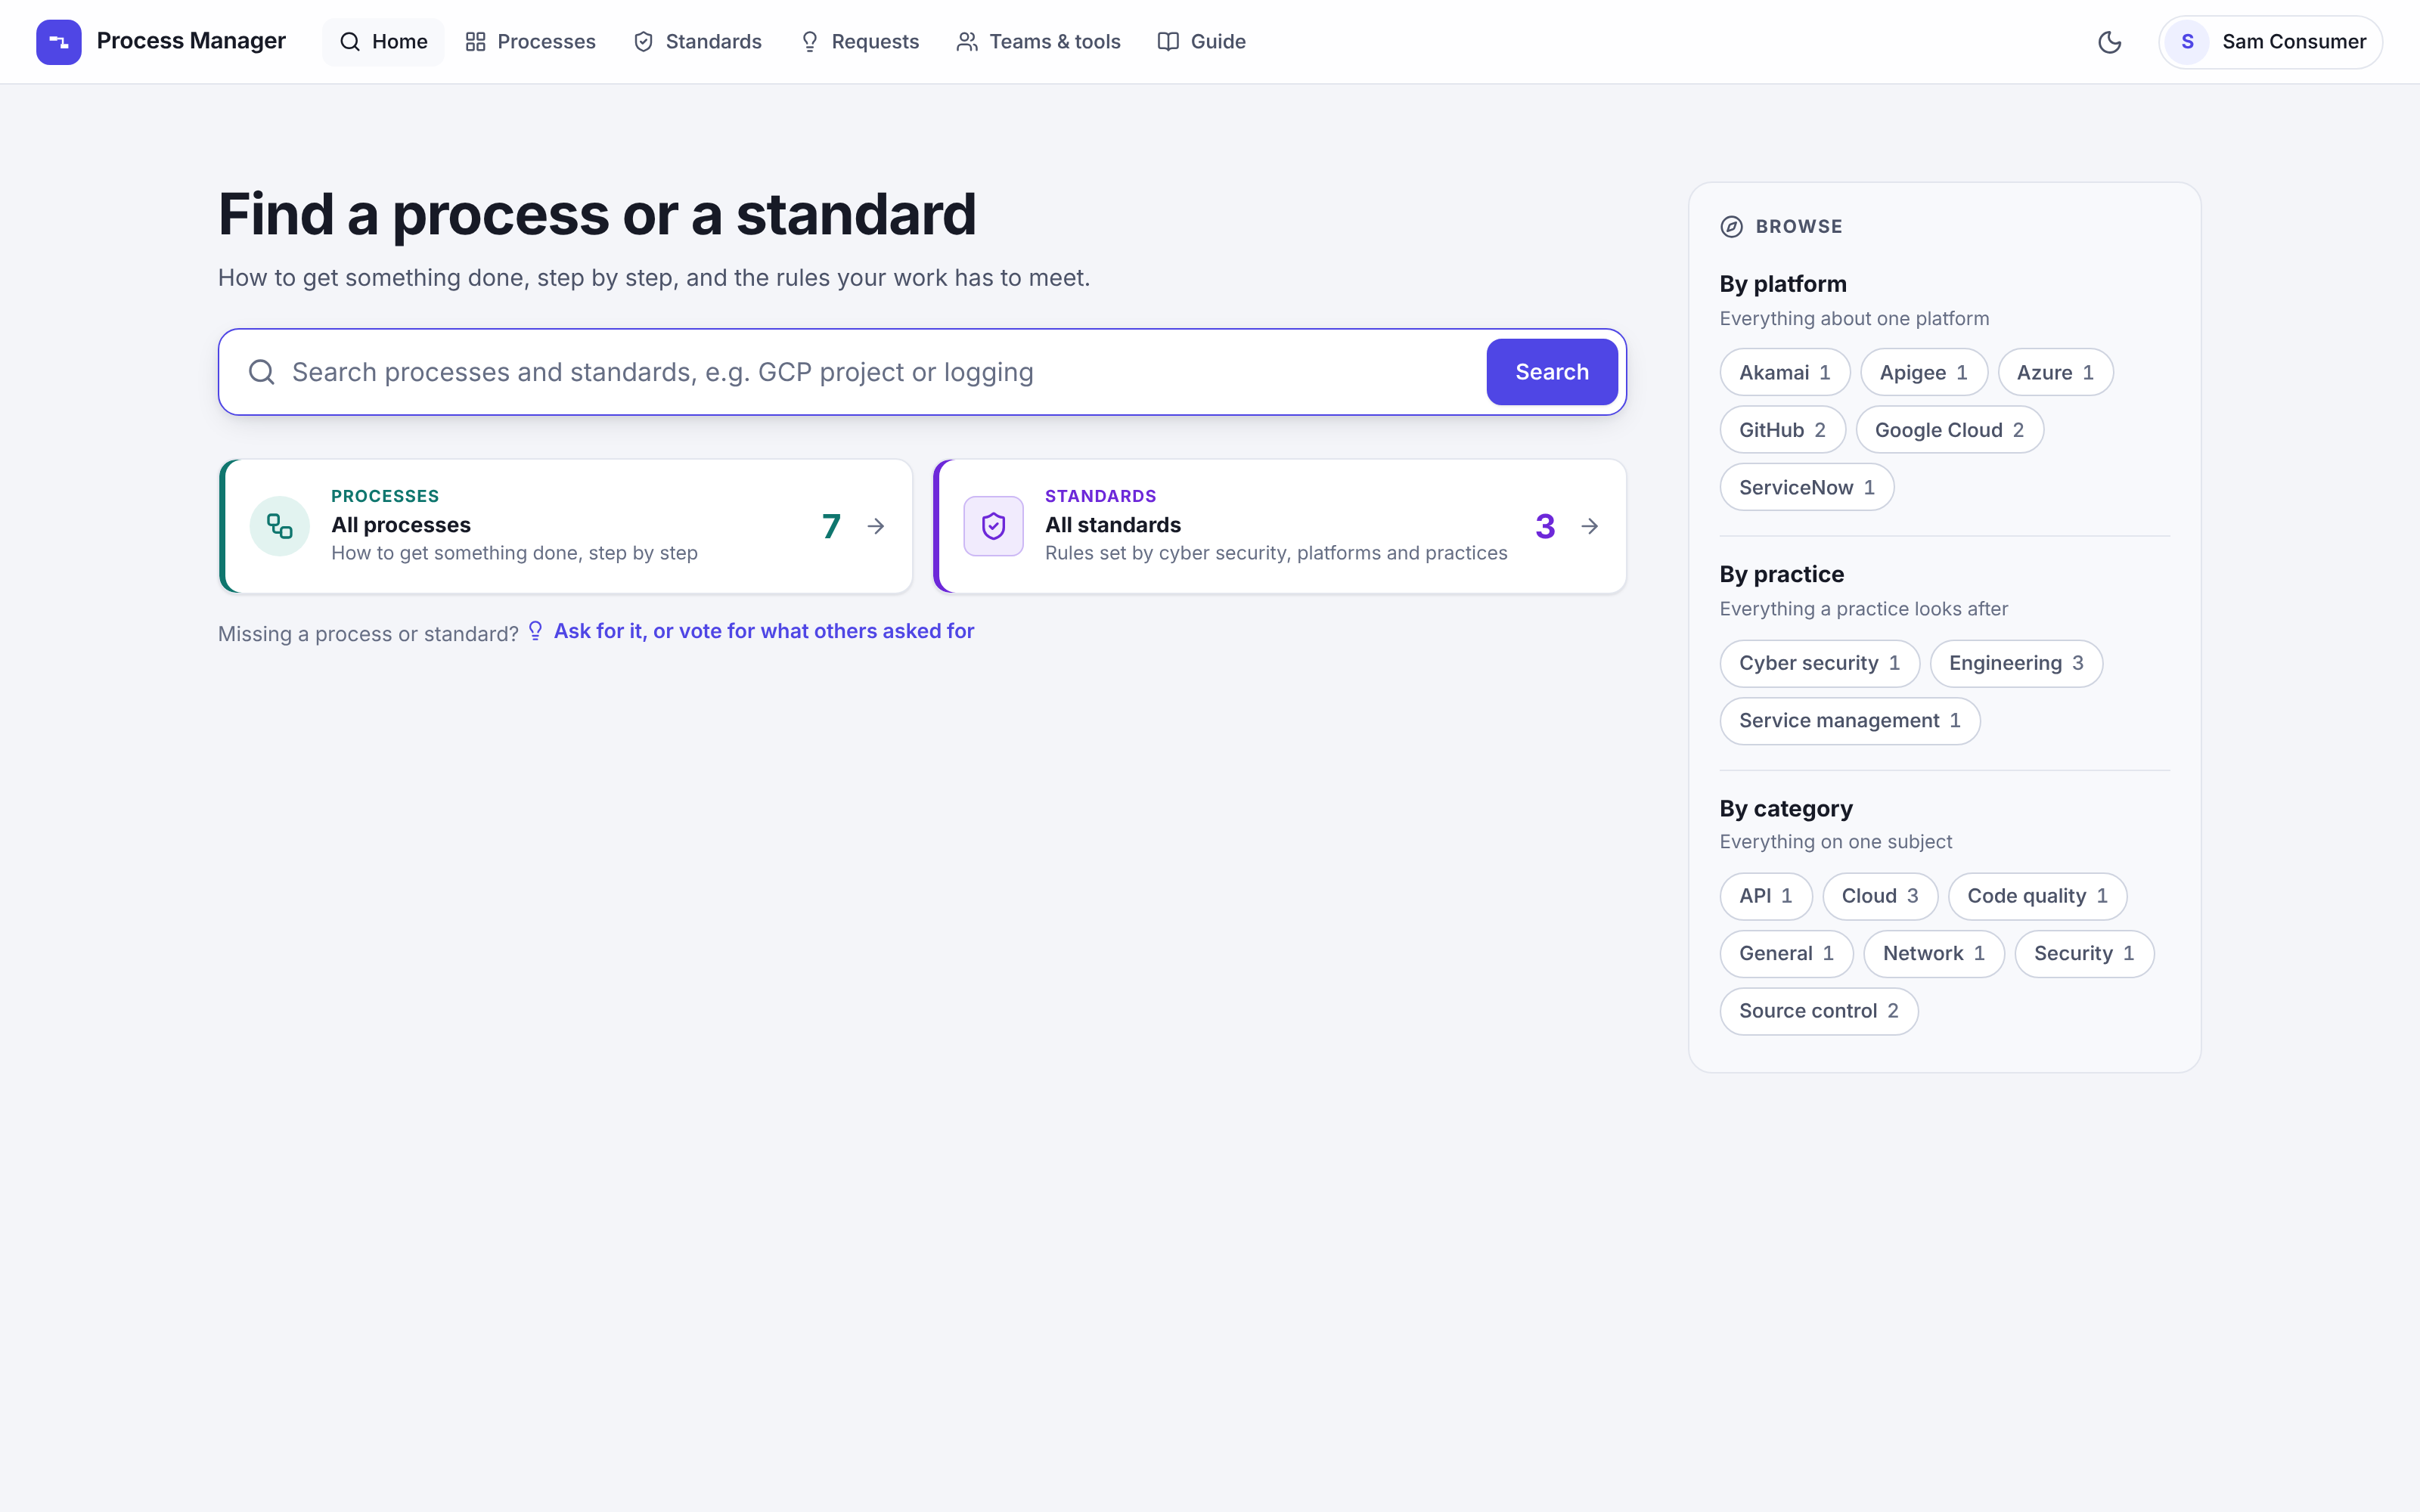 Process Manager
Home
Processes
Standards
Requests
Teams & tools
Guide
S
Sam Consumer
Find a process or a standard
How to get something done, step by step, and the rules your work has to meet.
Search processes and standards, e.g. GCP project or logging
Search
PROCESSES
All processes
How to get something done, step by step
7
STANDARDS
All standards
Rules set by cyber security, platforms and practices
3
Missing a process or standard? Ask for it, or vote for what others asked for
BROWSE
By platform
Everything about one platform
Akamai 1 Apigee 1 Azure 1
GitHub 2 Google Cloud 2
ServiceNow 1
By practice
Everything a practice looks after
Cyber security 1 Engineering 3
Service management 1
By category
Everything on one subject
API 1 Cloud 3 Code quality 1
General 1 Network 1 Security 1
Source control 2